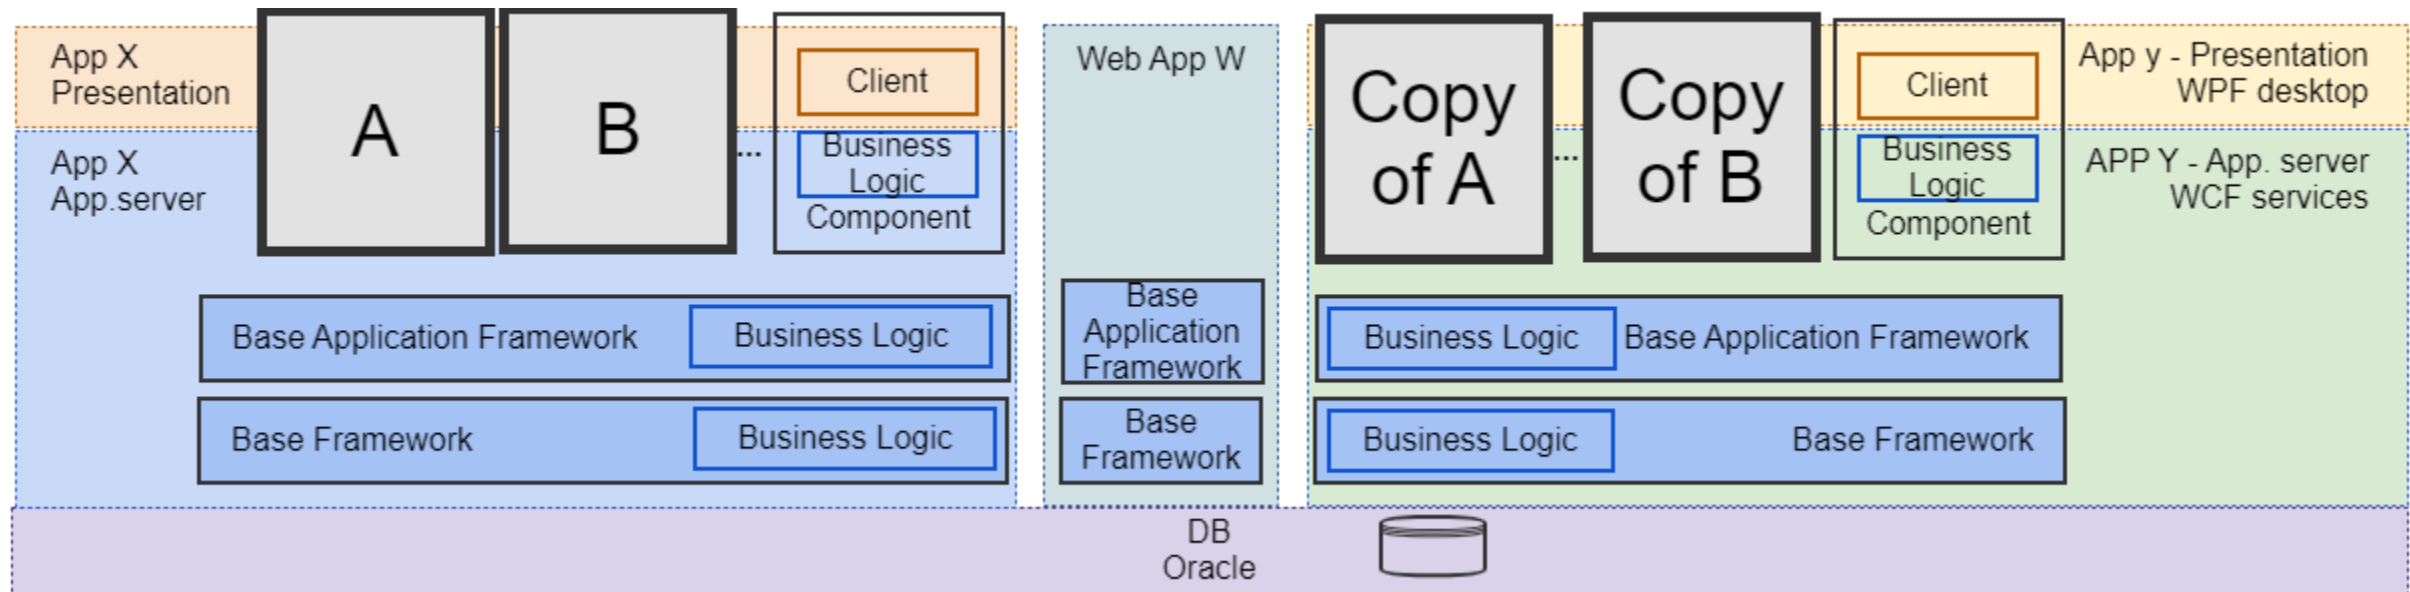 App X
Presentation
App X
App.server
A
B
...
Client
Business
Logic
Component
Base Application Framework
Business Logic
Base Framework
Business Logic
Web App W
Base
Application
Framework
Base
Framework
Copy
of A
...
Copy
of B
Client
Business
Logic
Component
App y - Presentation
WPF desktop
APP Y - App. server
WCF services
Business Logic
Base Application Framework
Business Logic
Base Framework
DB
Oracle